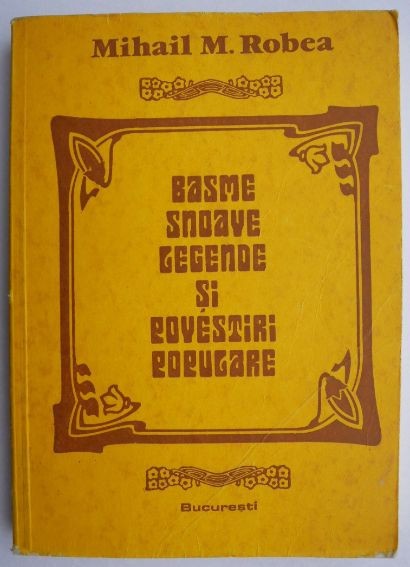 Mihail M. Robea
BASME
SNOAVE
LEGENDE
ȘI
POVESTIRI
POPULARE
București